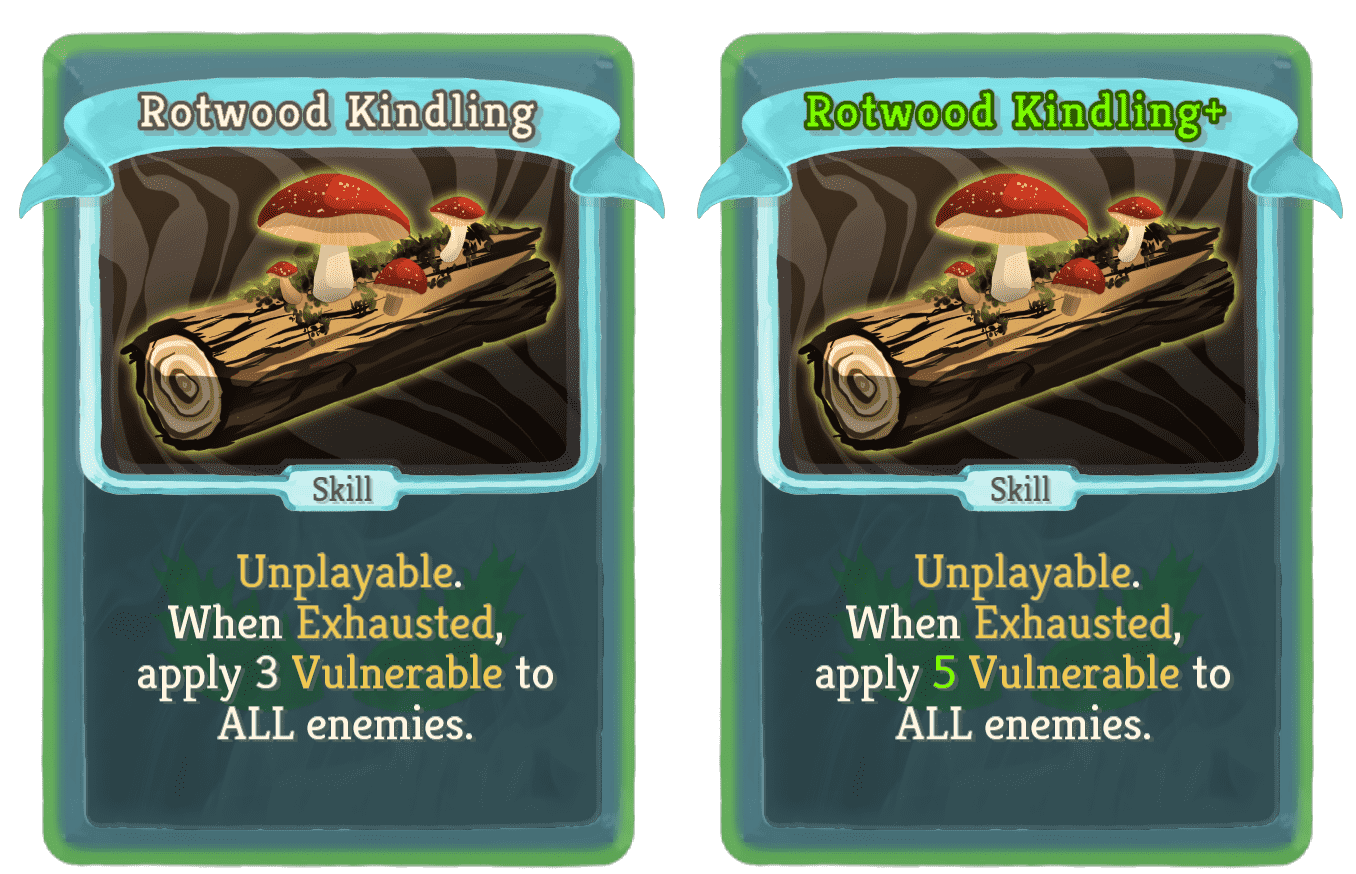 Rotwood Kindling
Skill
Unplayable.
When Exhausted,
apply 3 Vulnerable to
ALL enemies.
Rotwood Kindling+
Skill
Unplayable.
When Exhausted,
apply 5 Vulnerable to
ALL enemies.